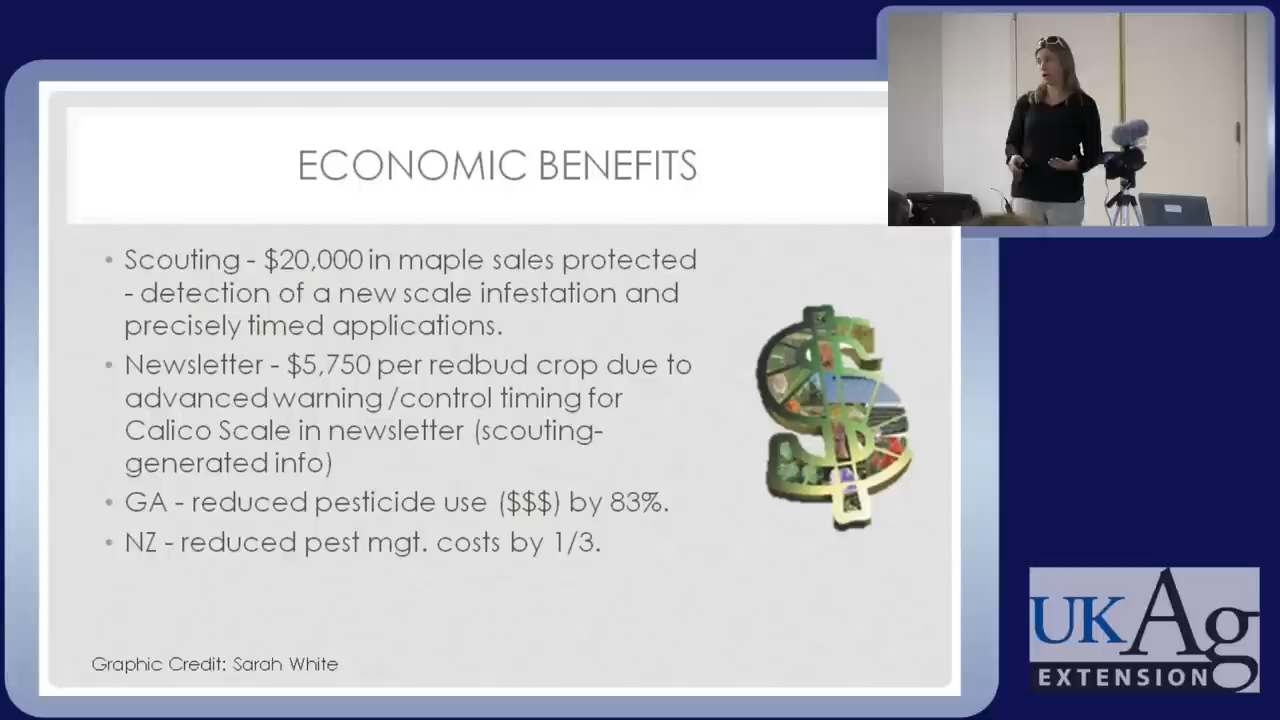 ECONOMIC BENEFITS
• Scouting - $20,000 in maple sales protected
- detection of a new scale infestation and
precisely timed applications.
• Newsletter - $5,750 per redbud crop due to
advanced warning /control timing for
Calico Scale in newsletter (scouting-
generated info)
• GA - reduced pesticide use ($$$) by 83%.
• NZ - reduced pest mgt. costs by 1/3.
Graphic Credit: Sarah White
UKAg
EXTENSION